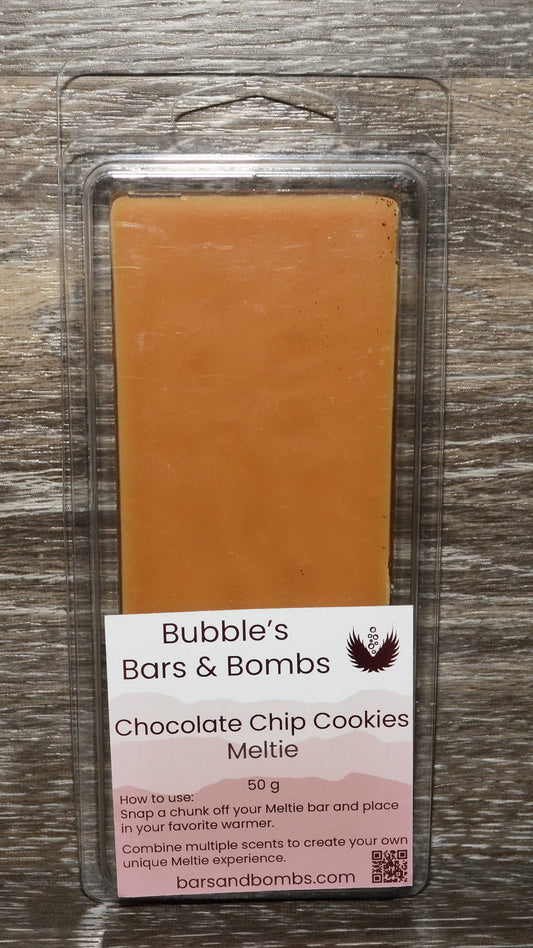 Bubble's
Bars & Bombs
Chocolate Chip Cookies
Meltie
50 g
How to use:
Snap a chunk off your Meltie bar and place
in your favorite warmer.
Combine multiple scents to create your own
unique Meltie experience.
barsandbombs.com